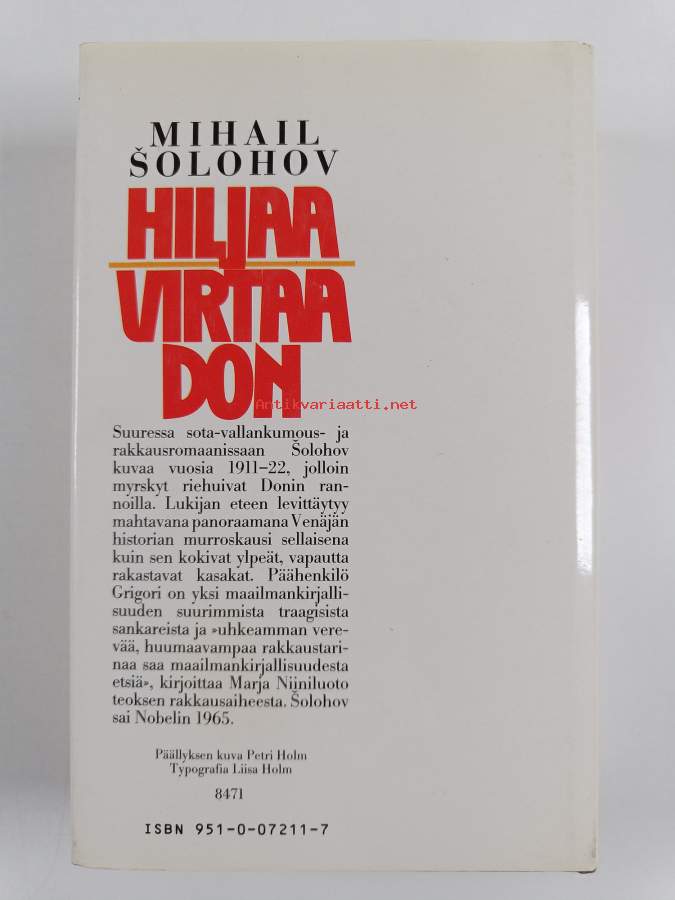 MIHAIL
ŠOLOHOV
HILJAA
VIRTAA
DON
Antikvariaatti.net
Suuressa sota-vallankumous- ja
rakkausromaanissaan Šolohov
kuvaa vuosia 1911–22, jolloin
myrskyt riehuivat Donin ran-
noilla. Lukijan eteen levittäytyy
mahtavana panoraamana Venäjän
historian murroskausi sellaisena
kuin sen kokivat ylpeät, vapautta
rakastavat kasakat. Päähenkilö
Grigori on yksi maailmankirjalli-
suuden suurimmista traagisista
sankareista ja »uhkeamman vere-
vää, huumaavampaa rakkaustari-
naa saa maailmankirjallisuudesta
etsiä», kirjoittaa Marja Niiniluoto
teoksen rakkausaiheesta. Šolohov
sai Nobelin 1965.
Päällyksen kuva Petri Holm
Typografia Liisa Holm
8471
ISBN 951-0-07211-7